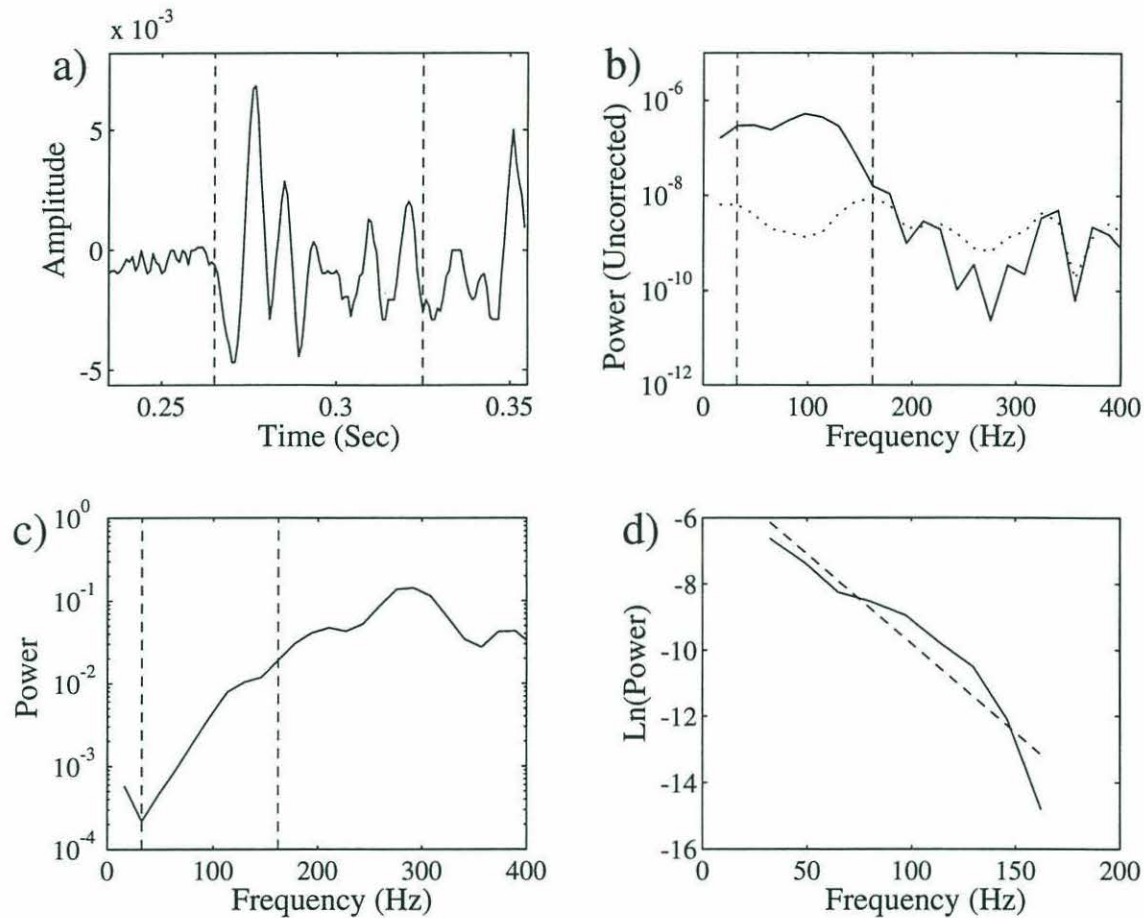 x 10^-3
a)
5
0
-5
Amplitude
0.25
0.3
0.35
Time (Sec)
b)
10^-6
10^-8
10^-10
10^-12
Power (Uncorrected)
0
100
200
300
400
Frequency (Hz)
c)
10^0
10^-1
10^-2
10^-3
10^-4
Power
0
100
200
300
400
Frequency (Hz)
d)
-6
-8
-10
-12
-14
-16
Ln(Power)
0
50
100
150
200
Frequency (Hz)